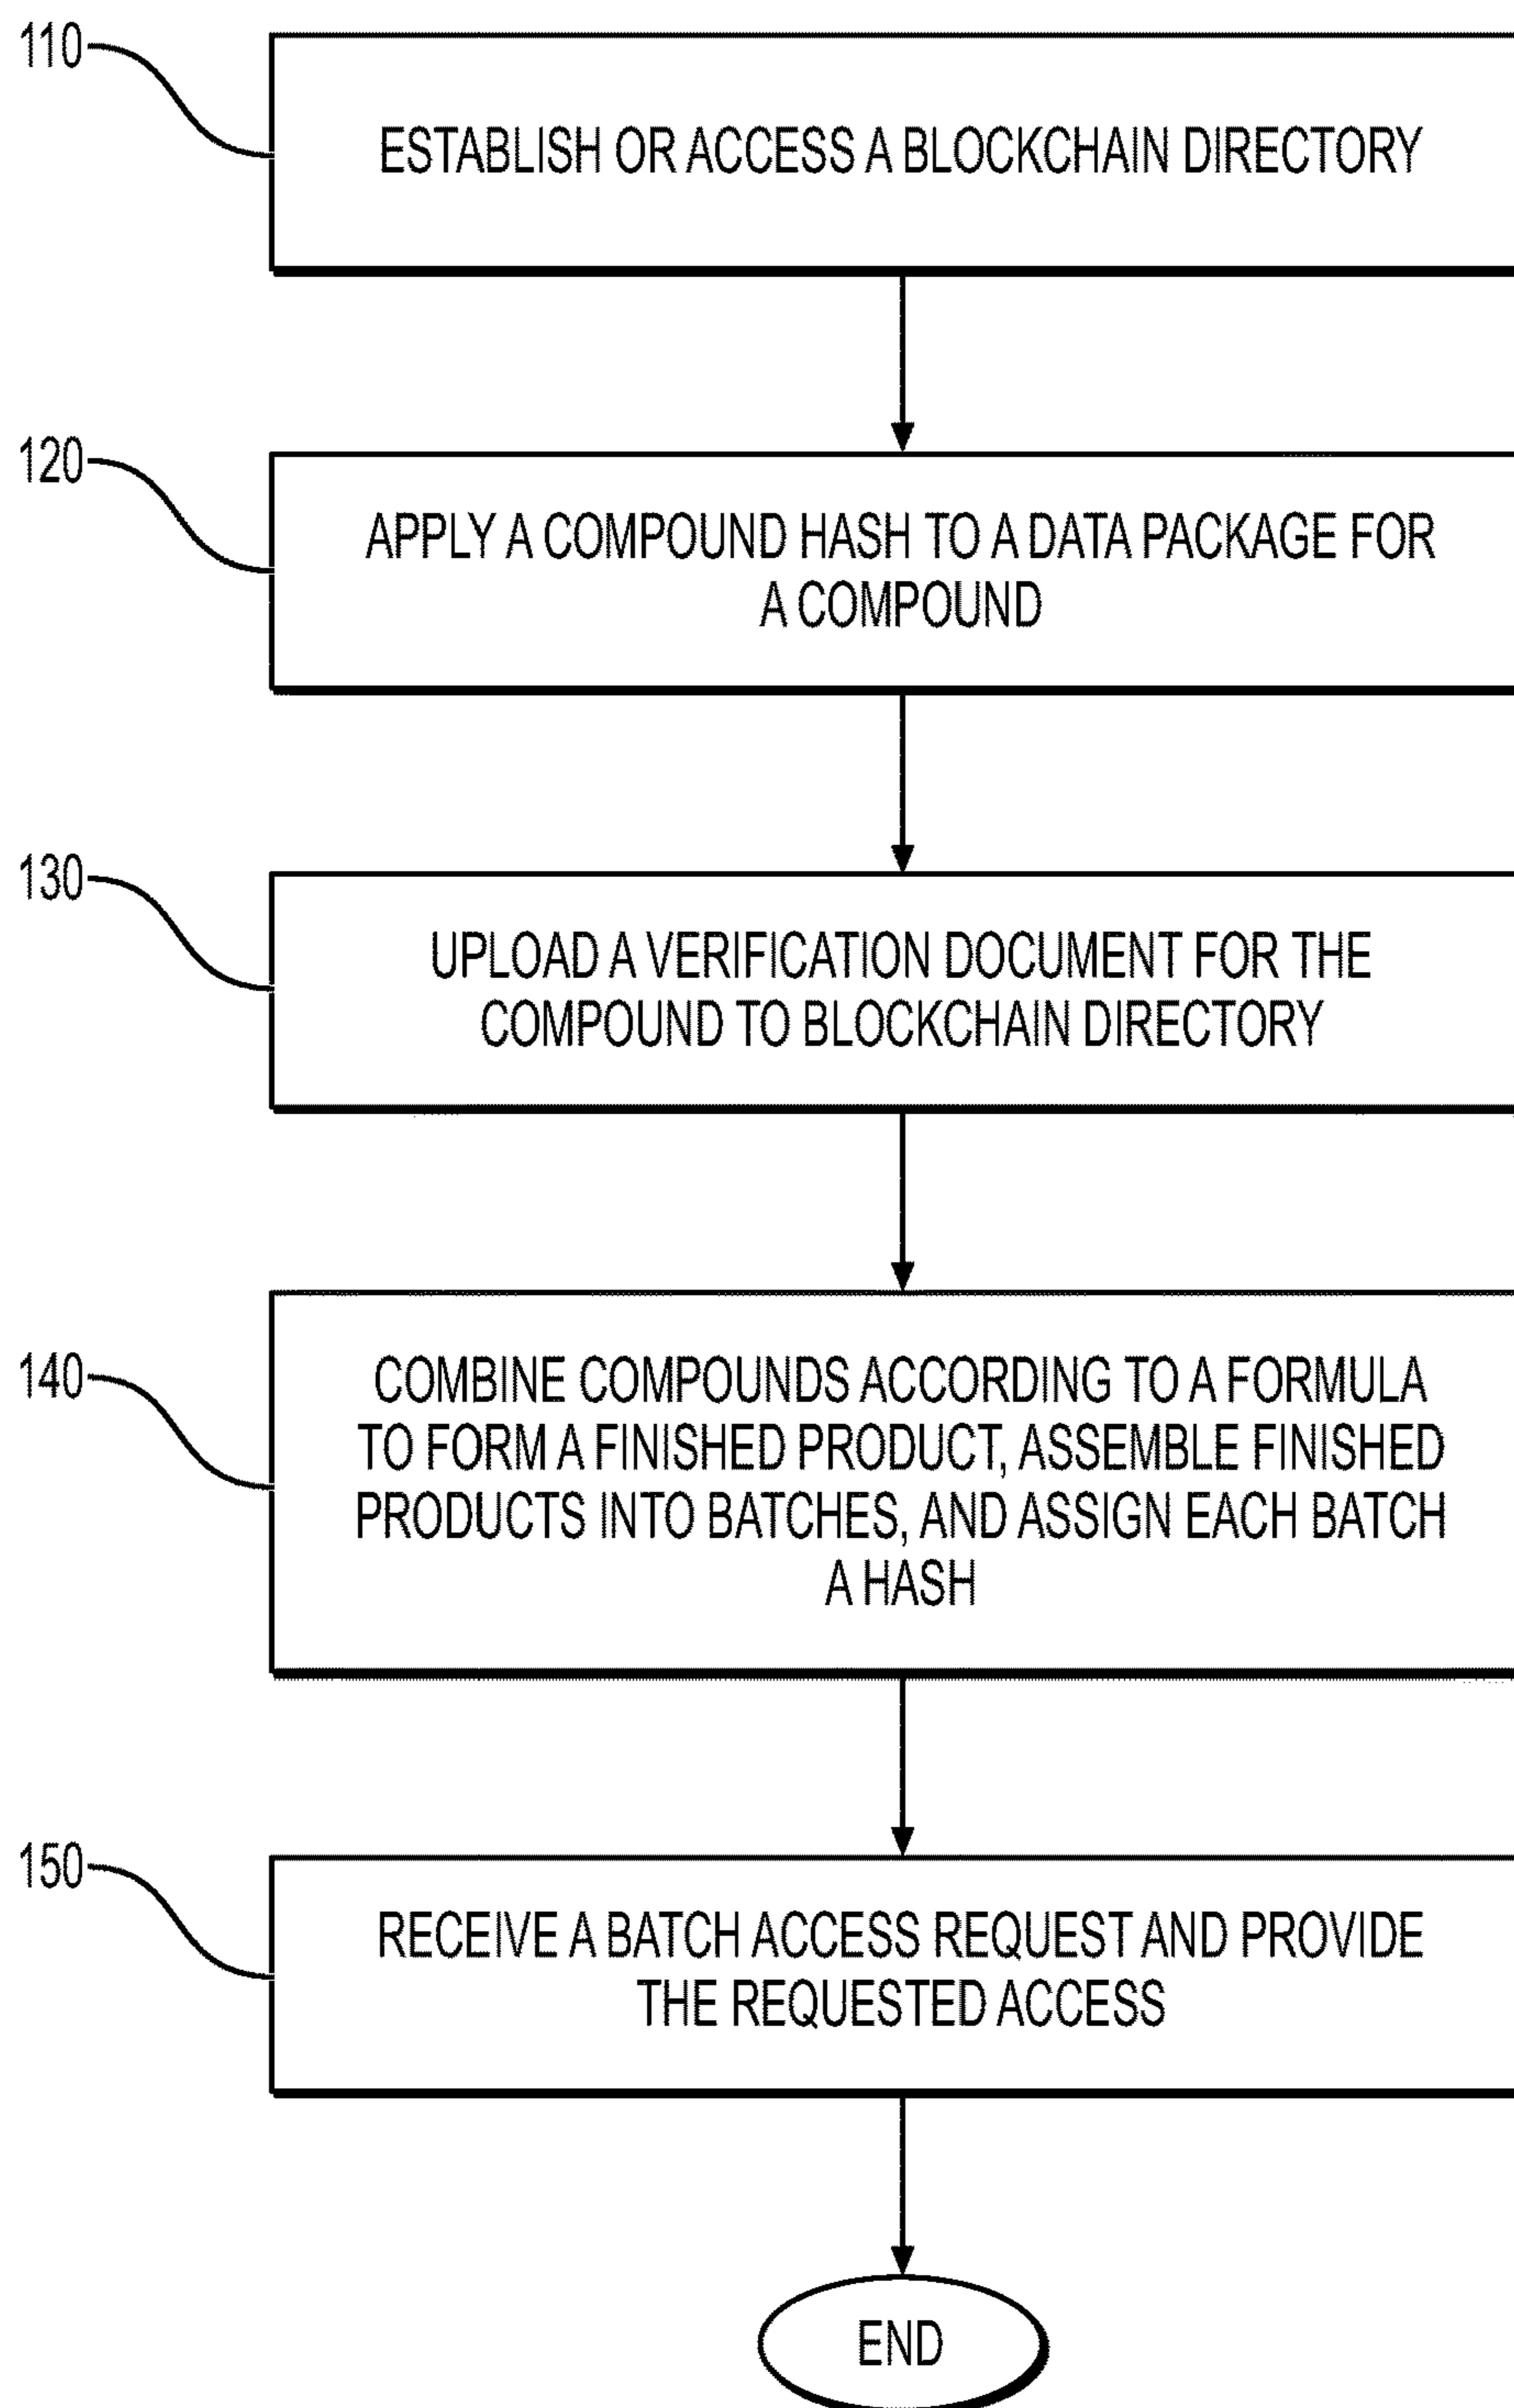 110
ESTABLISH OR ACCESS A BLOCKCHAIN DIRECTORY
120
APPLY A COMPOUND HASH TO A DATA PACKAGE FOR
A COMPOUND
130
UPLOAD A VERIFICATION DOCUMENT FOR THE
COMPOUND TO BLOCKCHAIN DIRECTORY
140
COMBINE COMPOUNDS ACCORDING TO A FORMULA
TO FORM A FINISHED PRODUCT, ASSEMBLE FINISHED
PRODUCTS INTO BATCHES, AND ASSIGN EACH BATCH
A HASH
150
RECEIVE A BATCH ACCESS REQUEST AND PROVIDE
THE REQUESTED ACCESS
END